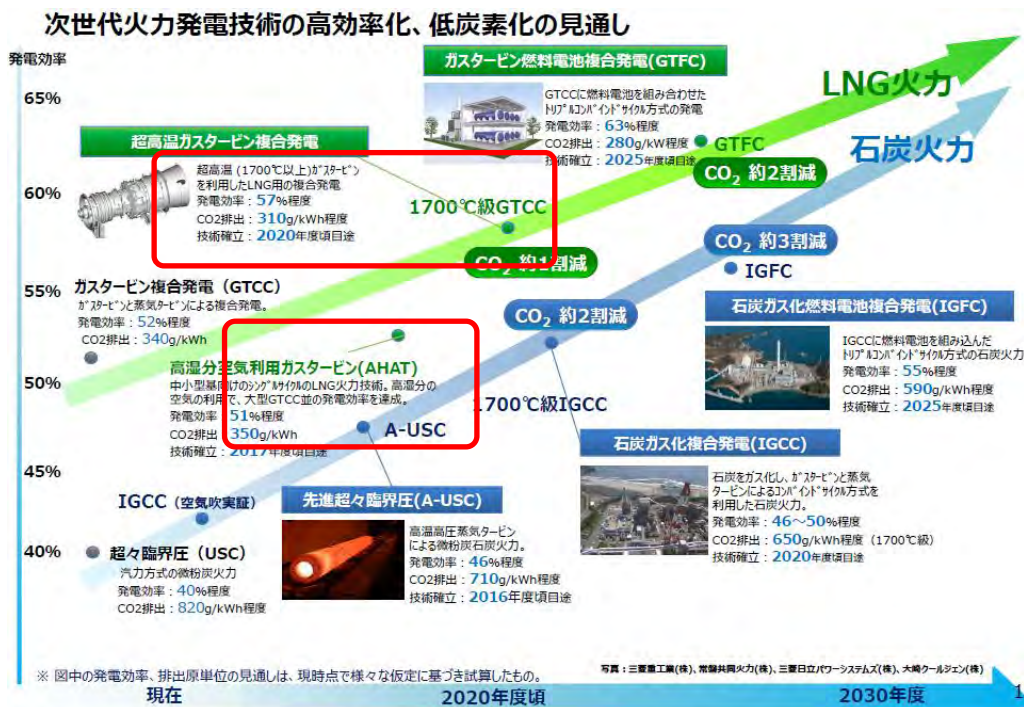 次世代火力発電技術の高効率化、低炭素化の見通し
発電効率
65%
60%
55%
50%
45%
40%
ガスタービン燃料電池複合発電(GTFC)
GTCCに燃料電池を組み合わせた
トリプルコンバインドサイクル方式の発電
発電効率：63%程度
CO2排出：280g/kW程度
技術確立：2025年度頃目途
GTFC
LNG火力
石炭火力
CO₂ 約2割減
超高温ガスタービン複合発電
超高温 (1700℃以上)ガスタービン
を利用したLNG用の複合発電
発電効率：57%程度
CO2排出：310g/kWh程度
技術確立：2020年度頃目途
1700℃級GTCC
CO₂ 約1割減
CO₂ 約3割減
IGFC
ガスタービン複合発電（GTCC）
ガスタービンと蒸気タービンによる複合発電。
発電効率：52%程度
CO2排出：340g/kWh
CO₂ 約2割減
石炭ガス化燃料電池複合発電(IGFC)
IGCCに燃料電池を組み込んだ
トリプルコンバインドサイクル方式の石炭火力
発電効率：55%程度
CO2排出：590g/kWh程度
技術確立：2025年度頃目途
高湿分空気利用ガスタービン(AHAT)
中小型基向けのシングルサイクルのLNG火力技術。高湿分の
空気の利用で、大型GTCC並の発電効率を達成。
発電効率：51%程度
CO2排出：350g/kWh
技術確立：2017年度頃目途
A-USC
1700℃級IGCC
石炭ガス化複合発電(IGCC)
石炭をガス化し、ガスタービンと蒸気
タービンによるコンバインドサイクル方式を
利用した石炭火力。
発電効率：46～50%程度
CO2排出：650g/kWh程度（1700℃級）
技術確立：2020年度頃目途
IGCC（空気吹実証）
先進超々臨界圧(A-USC)
高温高圧蒸気タービン
による微粉炭石炭火力。
発電効率：46%程度
CO2排出：710g/kWh程度
技術確立：2016年度頃目途
超々臨界圧（USC）
汽力方式の微粉炭火力
発電効率：40%程度
CO2排出：820g/kWh程度
※ 図中の発電効率、排出原単位の見通しは、現時点で様々な仮定に基づき試算したもの。
写真：三菱重工業(株)、常磐共同火力(株)、三菱日立パワーシステムズ(株)、大崎クールジェン(株)
現在
2020年度頃
2030年度
1